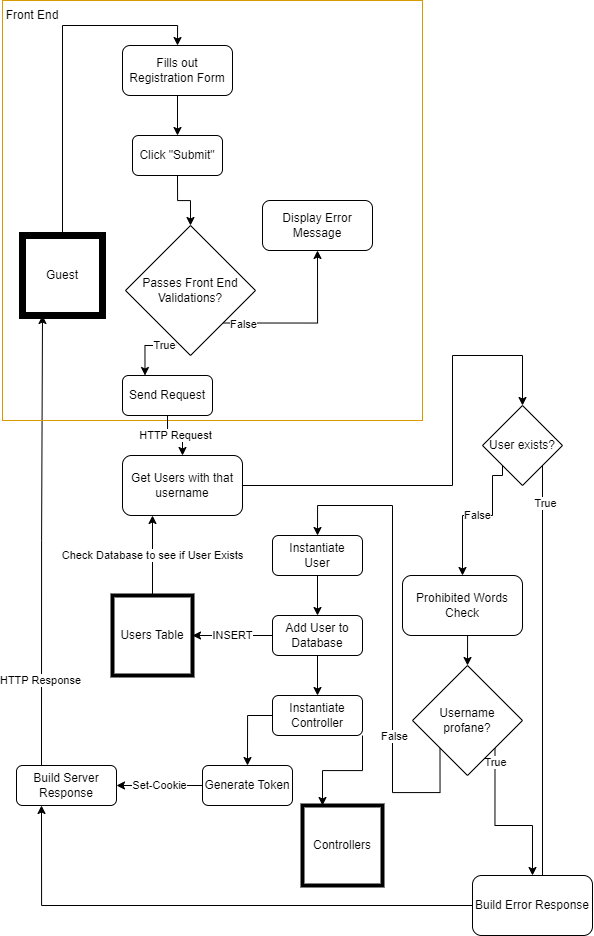 Front End
Fills out
Registration Form
Click "Submit"
Display Error
Message
Guest
Passes Front End
Validations?
False
True
Send Request
HTTP Request
User exists?
Get Users with that
username
True
False
Instantiate
User
Check Database to see if User Exists
Prohibited Words
Check
Users Table
INSERT
Add User to
Database
HTTP Response
Instantiate
Controller
Username
profane?
False
True
Build Server
Response
Set-Cookie
Generate Token
Controllers
Build Error Response